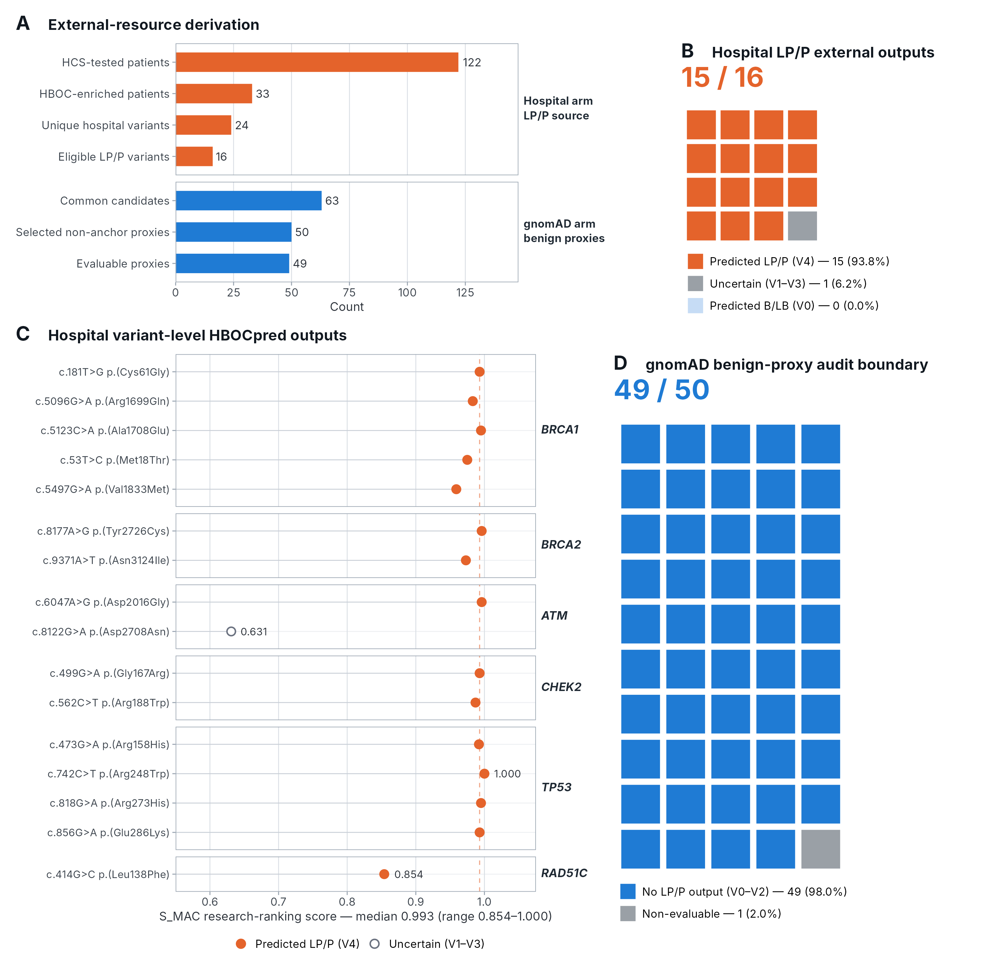 A External-resource derivation
HCS-tested patients 122
HBOC-enriched patients 33
Unique hospital variants 24
Eligible LP/P variants 16
Hospital arm
LP/P source
Common candidates 63
Selected non-anchor proxies 50
Evaluable proxies 49
gnomAD arm
benign proxies
0 25 50 75 100 125
Count
B Hospital LP/P external outputs
15 / 16
Predicted LP/P (V4) — 15 (93.8%)
Uncertain (V1–V3) — 1 (6.2%)
Predicted B/LB (V0) — 0 (0.0%)
C Hospital variant-level HBOCpred outputs
c.181T>G p.(Cys61Gly)
c.5096G>A p.(Arg1699Gln)
c.5123C>A p.(Ala1708Glu)
c.53T>C p.(Met18Thr)
c.5497G>A p.(Val1833Met)
BRCA1
c.8177A>G p.(Tyr2726Cys)
c.9371A>T p.(Asn3124Ile)
BRCA2
c.6047A>G p.(Asp2016Gly)
c.8122G>A p.(Asp2708Asn) 0.631
ATM
c.499G>A p.(Gly167Arg)
c.562C>T p.(Arg188Trp)
CHEK2
c.473G>A p.(Arg158His)
c.742C>T p.(Arg248Trp) 1.000
c.818G>A p.(Arg273His)
c.856G>A p.(Glu286Lys)
TP53
c.414G>C p.(Leu138Phe) 0.854
RAD51C
0.6 0.7 0.8 0.9 1.0
S_MAC research-ranking score — median 0.993 (range 0.854–1.000)
Predicted LP/P (V4) Uncertain (V1–V3)
D gnomAD benign-proxy audit boundary
49 / 50
No LP/P output (V0–V2) — 49 (98.0%)
Non-evaluable — 1 (2.0%)